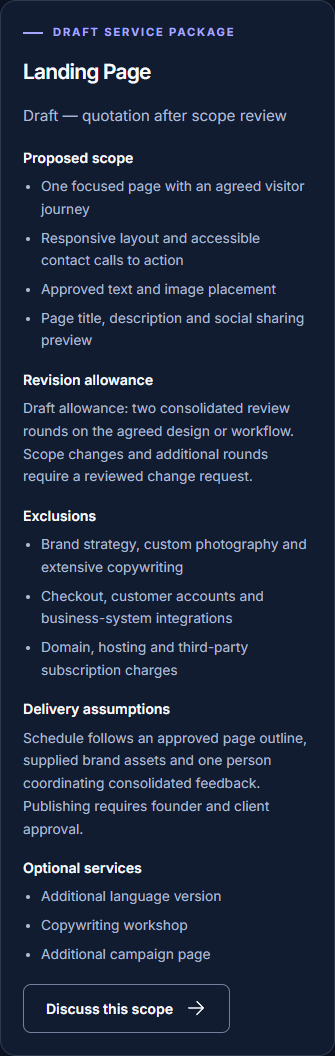 DRAFT SERVICE PACKAGE
Landing Page
Draft — quotation after scope review
Proposed scope
• One focused page with an agreed visitor
journey
• Responsive layout and accessible
contact calls to action
• Approved text and image placement
• Page title, description and social sharing
preview
Revision allowance
Draft allowance: two consolidated review
rounds on the agreed design or workflow.
Scope changes and additional rounds
require a reviewed change request.
Exclusions
• Brand strategy, custom photography and
extensive copywriting
• Checkout, customer accounts and
business-system integrations
• Domain, hosting and third-party
subscription charges
Delivery assumptions
Schedule follows an approved page outline,
supplied brand assets and one person
coordinating consolidated feedback.
Publishing requires founder and client
approval.
Optional services
• Additional language version
• Copywriting workshop
• Additional campaign page
Discuss this scope →